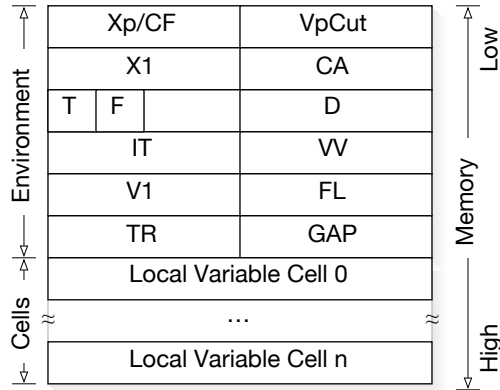 Xp/CF VpCut
X1 CA
T F D
IT VV
V1 FL
TR GAP
Local Variable Cell 0
...
Local Variable Cell n
Environment
Cells
Low
Memory
High